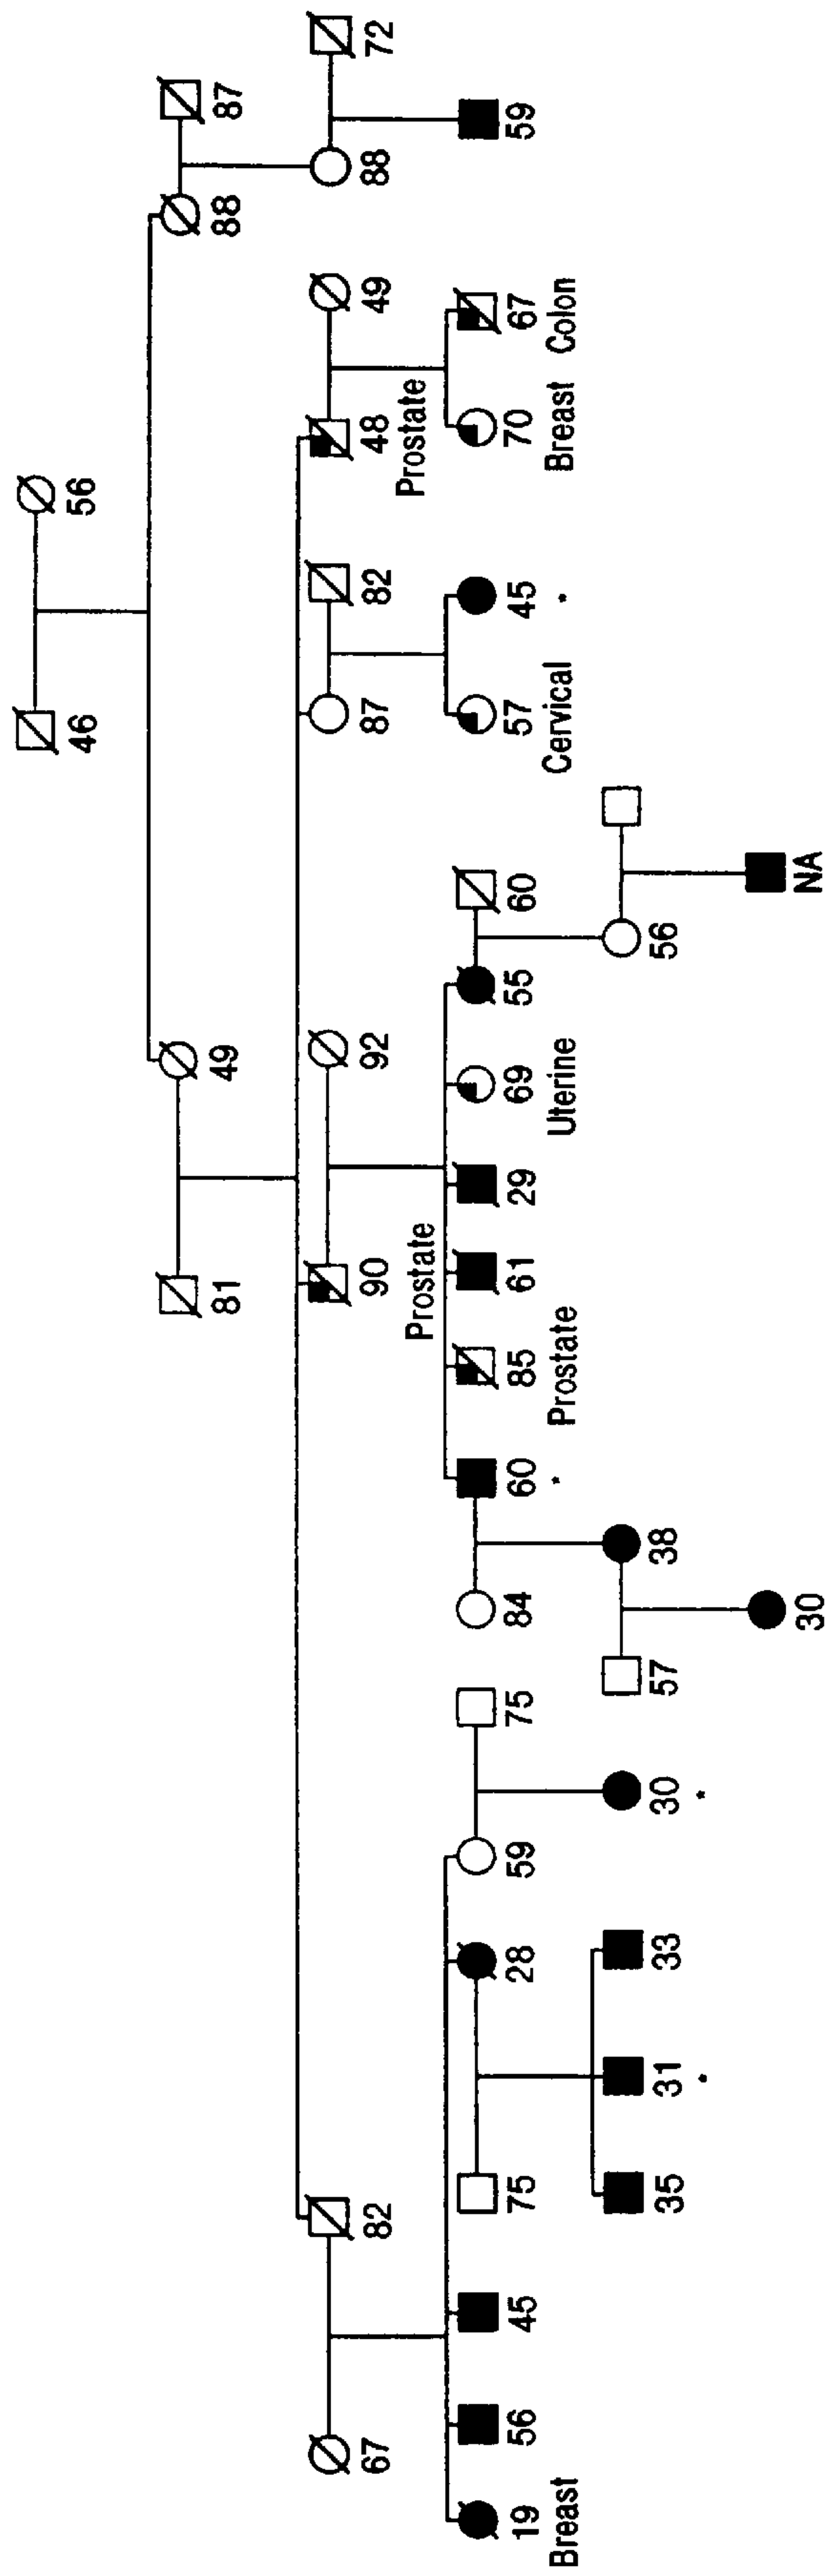 46 56
81 49 88 87
67 82 90 92 87 82 48 49 88 72
Prostate Prostate
19 56 45 75 28 59 75 84 60 85 61 29 69 55 60 57 45 70 67 59
Breast * Prostate Uterine Cervical * Breast Colon
35 31 33 30 57 38 56
* *
30 NA